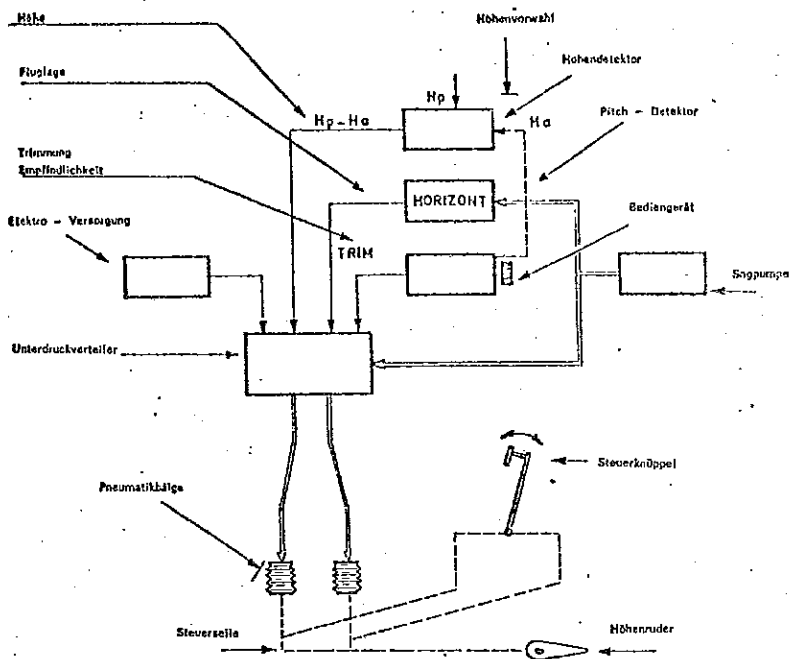 Höhe
Höhenvorwahl
Höhendetektor
Fluglage
Hp
Hp-Ha
Ha
Pitch - Detektor
Trimmung
Empfindlichkeit
HORIZONT
Bediengerät
Elektro - Versorgung
TRIM
Sogpumpe
Unterdruckverteiler
Steuerknüppel
Pneumatikbälge
Steuerseile
Höhenruder